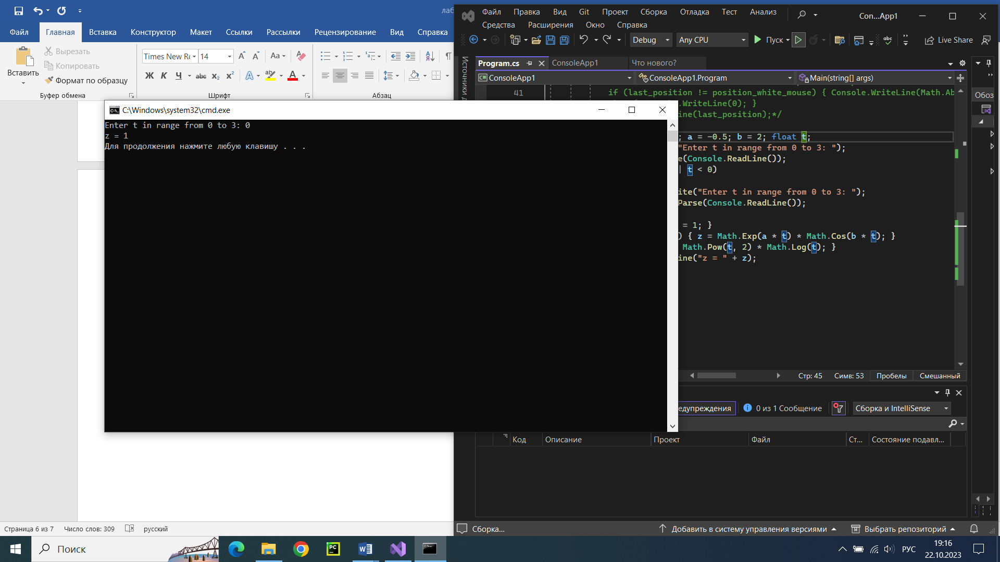 лаб
Файл Главная Вставка Конструктор Макет Ссылки Рассылки Рецензирование Вид Справка
Вставить
Вырезать
Копировать
Формат по образцу
Буфер обмена
Times New Ro 14
Aa
Ж К Ч abc x₂ x²
Шрифт
Абзац
Файл Правка Вид Git Проект Сборка Отладка Тест Анализ
Средства Расширения Окно Справка
Con...App1
Debug Any CPU Пуск Live Share
Program.cs ConsoleApp1 Что нового?
ConsoleApp1 ConsoleApp1.Program Main(string[] args)
Источники
Обоз
41 if (last_position != position_white_mouse) { Console.WriteLine(Math.Ab
.WriteLine(0); }
ine(last_position);*/
; a = -0.5; b = 2; float t;
"Enter t in range from 0 to 3: ");
e(Console.ReadLine());
| t < 0)
ite("Enter t in range from 0 to 3: ");
Parse(Console.ReadLine());
= 1; }
) { z = Math.Exp(a * t) * Math.Cos(b * t); }
Math.Pow(t, 2) * Math.Log(t); }
ine("z = " + z);
C:\Windows\system32\cmd.exe
Enter t in range from 0 to 3: 0
z = 1
Для продолжения нажмите любую клавишу . . .
Стр: 45 Симв: 53 Пробелы Смешанный
едупреждения 0 из 1 Сообщение Сборка и IntelliSense
Код Описание Проект Файл Ст... Состояние подавл...
Страница 6 из 7 Число слов: 309 русский
Сборка... Добавить в систему управления версиями Выбрать репозиторий
Поиск
РУС
19:16
22.10.2023